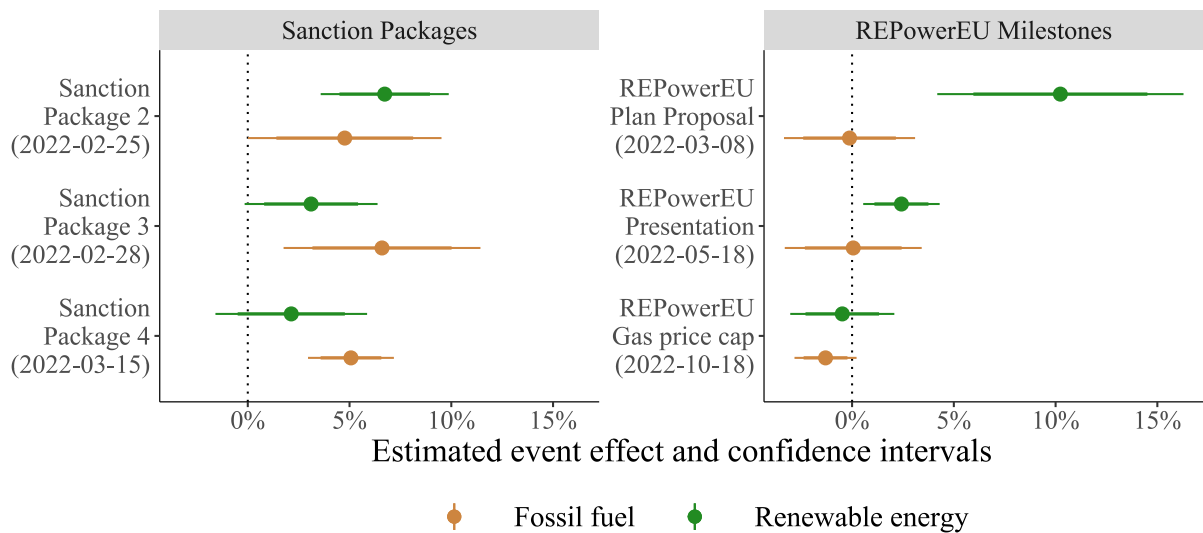 Sanction Packages
Sanction
Package 2
(2022-02-25)
Sanction
Package 3
(2022-02-28)
Sanction
Package 4
(2022-03-15)
0%
5%
10%
15%
REPowerEU Milestones
REPowerEU
Plan Proposal
(2022-03-08)
REPowerEU
Presentation
(2022-05-18)
REPowerEU
Gas price cap
(2022-10-18)
0%
5%
10%
15%
Estimated event effect and confidence intervals
Fossil fuel
Renewable energy